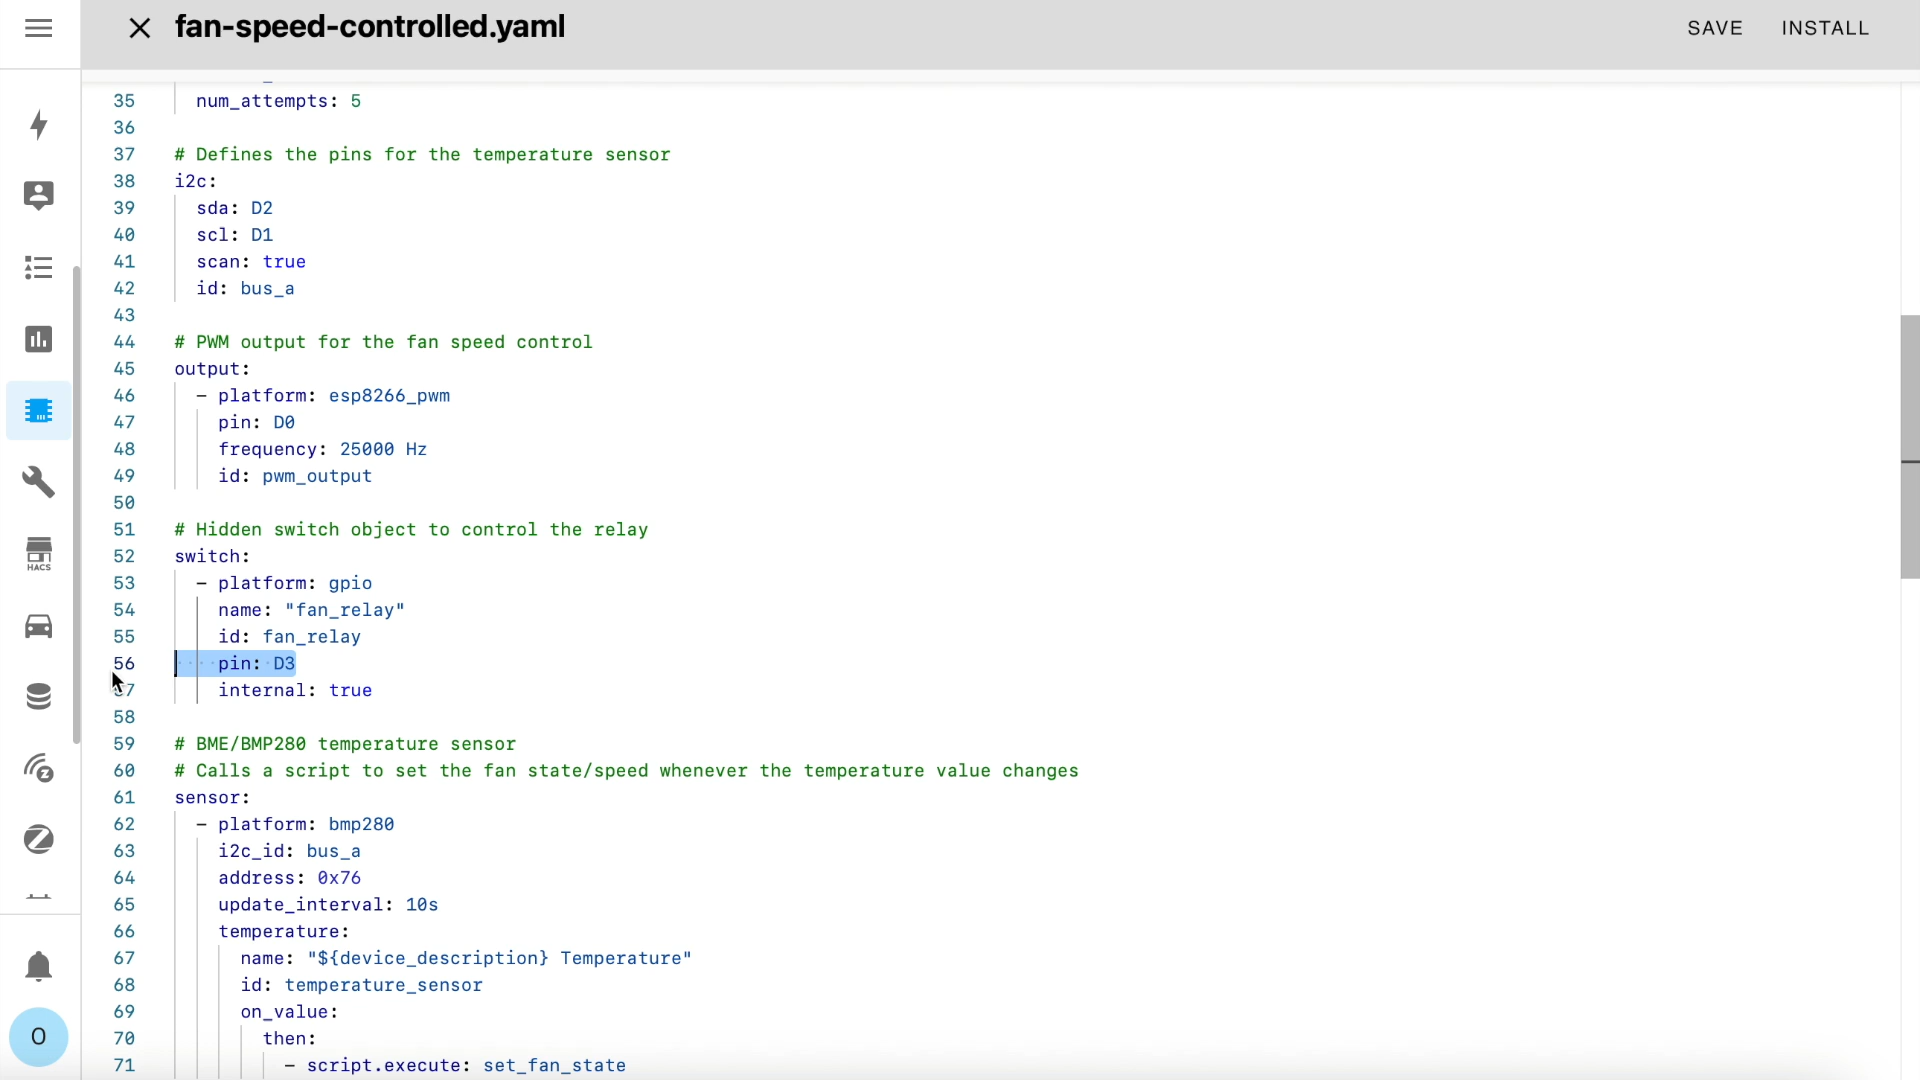 fan-speed-controlled.yaml
SAVE INSTALL
35 num_attempts: 5
36
37 # Defines the pins for the temperature sensor
38 i2c:
39 sda: D2
40 scl: D1
41 scan: true
42 id: bus_a
43
44 # PWM output for the fan speed control
45 output:
46 - platform: esp8266_pwm
47 pin: D0
48 frequency: 25000 Hz
49 id: pwm_output
50
51 # Hidden switch object to control the relay
52 switch:
53 - platform: gpio
54 name: "fan_relay"
55 id: fan_relay
56 pin: D3
57 internal: true
58
59 # BME/BMP280 temperature sensor
60 # Calls a script to set the fan state/speed whenever the temperature value changes
61 sensor:
62 - platform: bmp280
63 i2c_id: bus_a
64 address: 0x76
65 update_interval: 10s
66 temperature:
67 name: "${device_description} Temperature"
68 id: temperature_sensor
69 on_value:
70 then:
71 - script.execute: set_fan_state
HACS
O